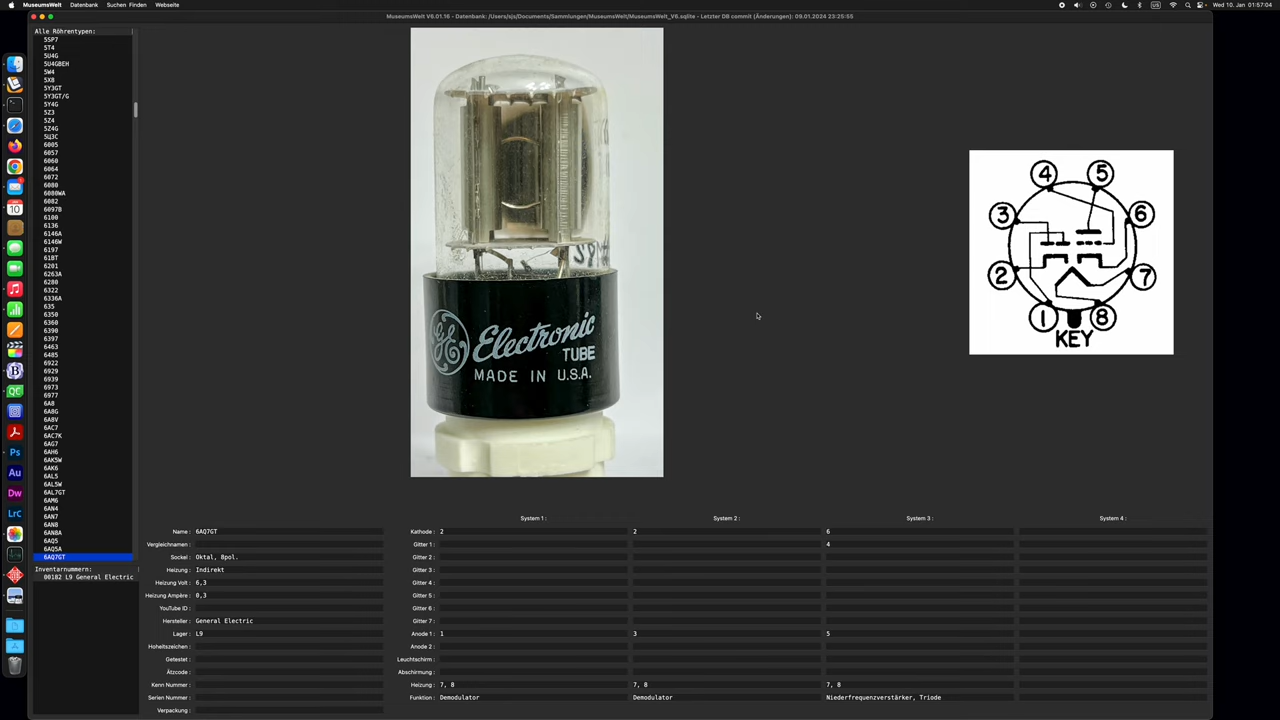 MuseumsWelt Datenbank Suchen Finden Webseite
US
Wed 10. Jan. 01:57:04
MuseumsWelt V6.01.16 - Datenbank: /Users/sjs/Documents/Sammlungen/MuseumsWelt/MuseumsWelt_V6.sqlite - Letzter DB commit (Änderungen): 09.01.2024 23:25:55
Alle Röhrentypen:
5SP7
5T4
5U4G
5U4GBEH
5W4
5X8
5Y3GT
5Y3GT/G
5Y4G
5Z3
5Z4
5Z4G
5Ц3С
6005
6057
6060
6064
6072
6080
6080WA
6082
6097B
6100
6136
6146A
6146W
6197
61BT
6201
6263A
6280
6322
6336A
635
6350
6360
6390
6397
6463
6485
6922
6929
6939
6973
6977
6A8
6A8G
6A8V
6AC7
6AC7K
6AG7
6AH6
6AK5W
6AK6
6AL5
6AL5W
6AL7GT
6AM6
6AN4
6AN7
6AN8
6AN8A
6AQ5
6AQ5A
6AQ7GT
Inventarnummern:
00182 L9 General Electric
GE Electronic
TUBE
MADE IN U.S.A.
4 5
3 6
2 7
1 8
KEY
System 1 : System 2 : System 3 : System 4 :
Name : 6AQ7GT Kathode : 2 2 6
Vergleichnamen : Gitter 1 : 4
Sockel : Oktal, 8pol. Gitter 2 :
Heizung : Indirekt Gitter 3 :
Heizung Volt : 6,3 Gitter 4 :
Heizung Ampère : 0,3 Gitter 5 :
YouTube ID : Gitter 6 :
Hersteller : General Electric Gitter 7 :
Lager : L9 Anode 1 : 1 3 5
Hoheitszeichen : Anode 2 :
Getestet : Leuchtschirm :
Ätzcode : Abschirmung :
Kenn Nummer : Heizung : 7, 8 7, 8 7, 8
Serien Nummer : Funktion : Demodulator Demodulator Niederfrequenzverstärker, Triode
Verpackung :
10
Ps
Au
Dw
LrC